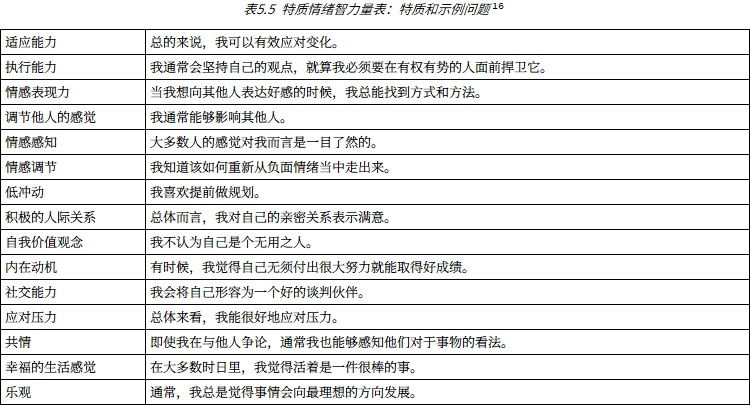 表5.5 特质情绪智力量表：特质和示例问题16
适应能力 总的来说，我可以有效应对变化。
执行能力 我通常会坚持自己的观点，就算我必须要在有权有势的人面前捍卫它。
情感表现力 当我想向其他人表达好感的时候，我总能找到方式和方法。
调节他人的感觉 我通常能够影响其他人。
情感感知 大多数人的感觉对我而言是一目了然的。
情感调节 我知道该如何重新从负面情绪当中走出来。
低冲动 我喜欢提前做规划。
积极的人际关系 总体而言，我对自己的亲密关系表示满意。
自我价值观念 我不认为自己是个无用之人。
内在动机 有时候，我觉得自己无须付出很大努力就能取得好成绩。
社交能力 我会将自己形容为一个好的谈判伙伴。
应对压力 总体来看，我能很好地应对压力。
共情 即使我在与他人争论，通常我也能够感知他们对于事物的看法。
幸福的生活感觉 在大多数时日里，我觉得活着是一件很棒的事。
乐观 通常，我总是觉得事情会向最理想的方向发展。